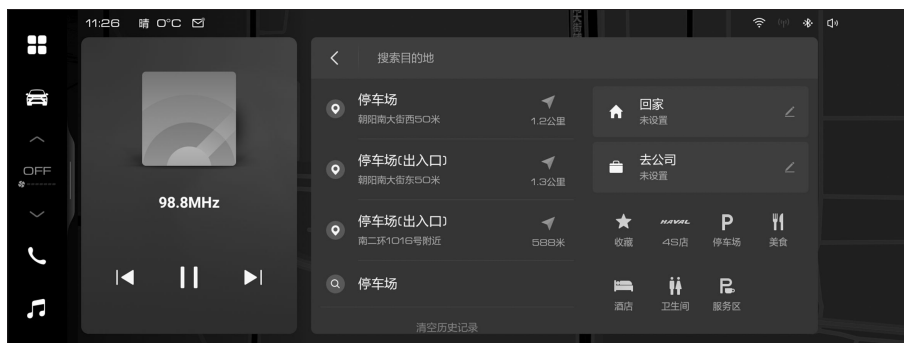 11:26 晴 0°C
大街
搜索目的地
OFF
98.8MHz
停车场
朝阳南大街西50米
1.2公里
停车场(出入口)
朝阳南大街东50米
1.3公里
停车场(出入口)
南二环1016号附近
588米
停车场
清空历史记录
回家
未设置
去公司
未设置
收藏
HAVAL
4S店
P
停车场
美食
酒店
卫生间
P
服务区